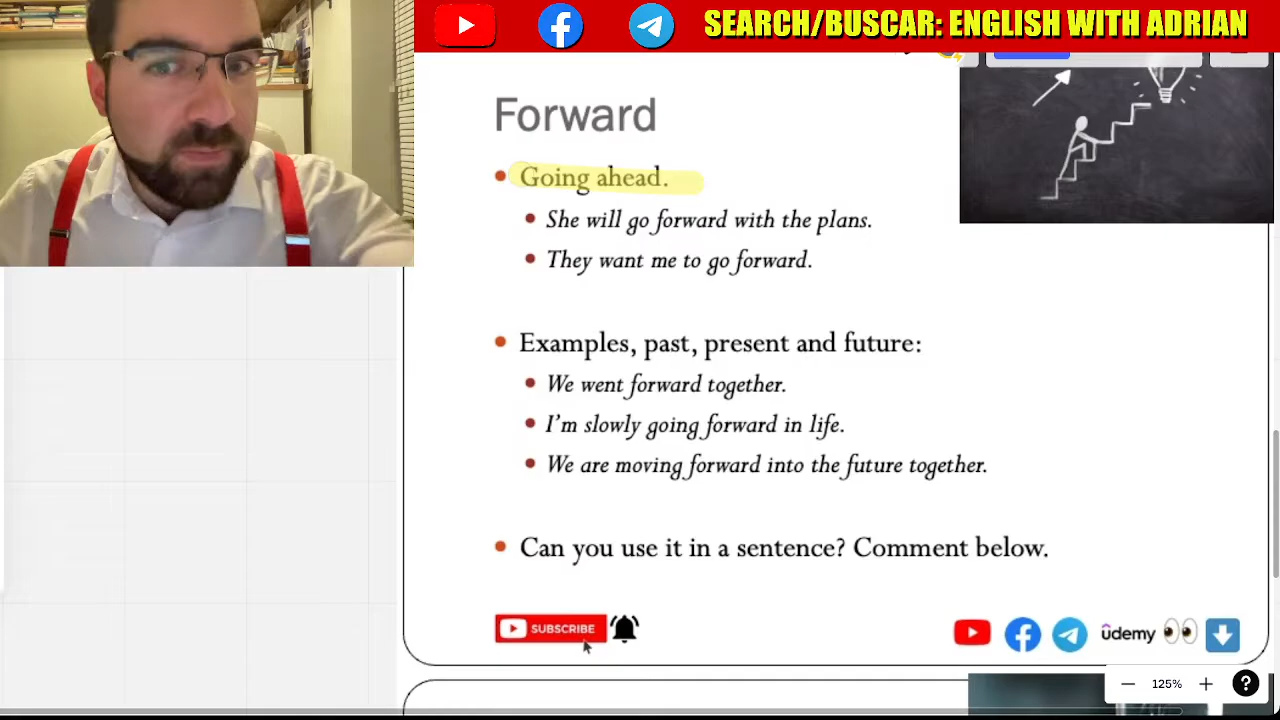 SEARCH/BUSCAR: ENGLISH WITH ADRIAN
Forward
Going ahead.
She will go forward with the plans.
They want me to go forward.
Examples, past, present and future:
We went forward together.
I'm slowly going forward in life.
We are moving forward into the future together.
Can you use it in a sentence? Comment below.
SUBSCRIBE
udemy
125%